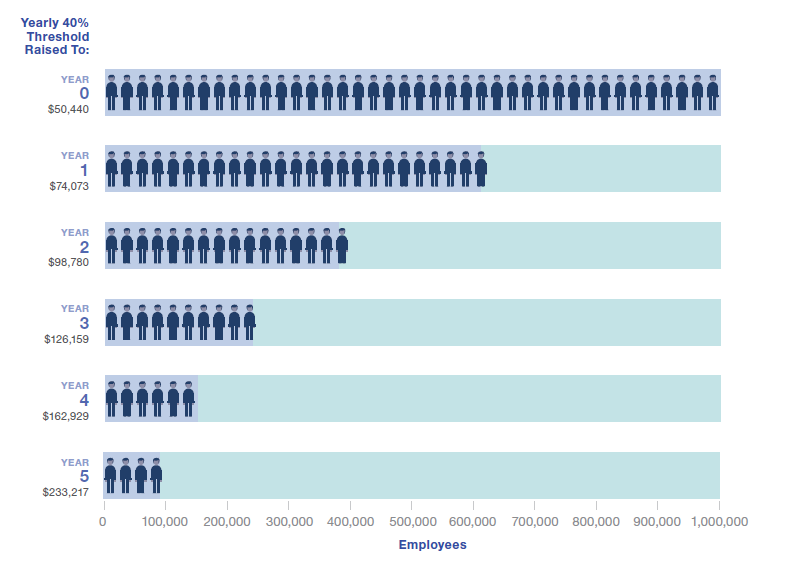 Yearly 40%
Threshold
Raised To:
YEAR
0
$50,440
YEAR
1
$74,073
YEAR
2
$98,780
YEAR
3
$126,159
YEAR
4
$162,929
YEAR
5
$233,217
0 100,000 200,000 300,000 400,000 500,000 600,000 700,000 800,000 900,000 1,000,000
Employees